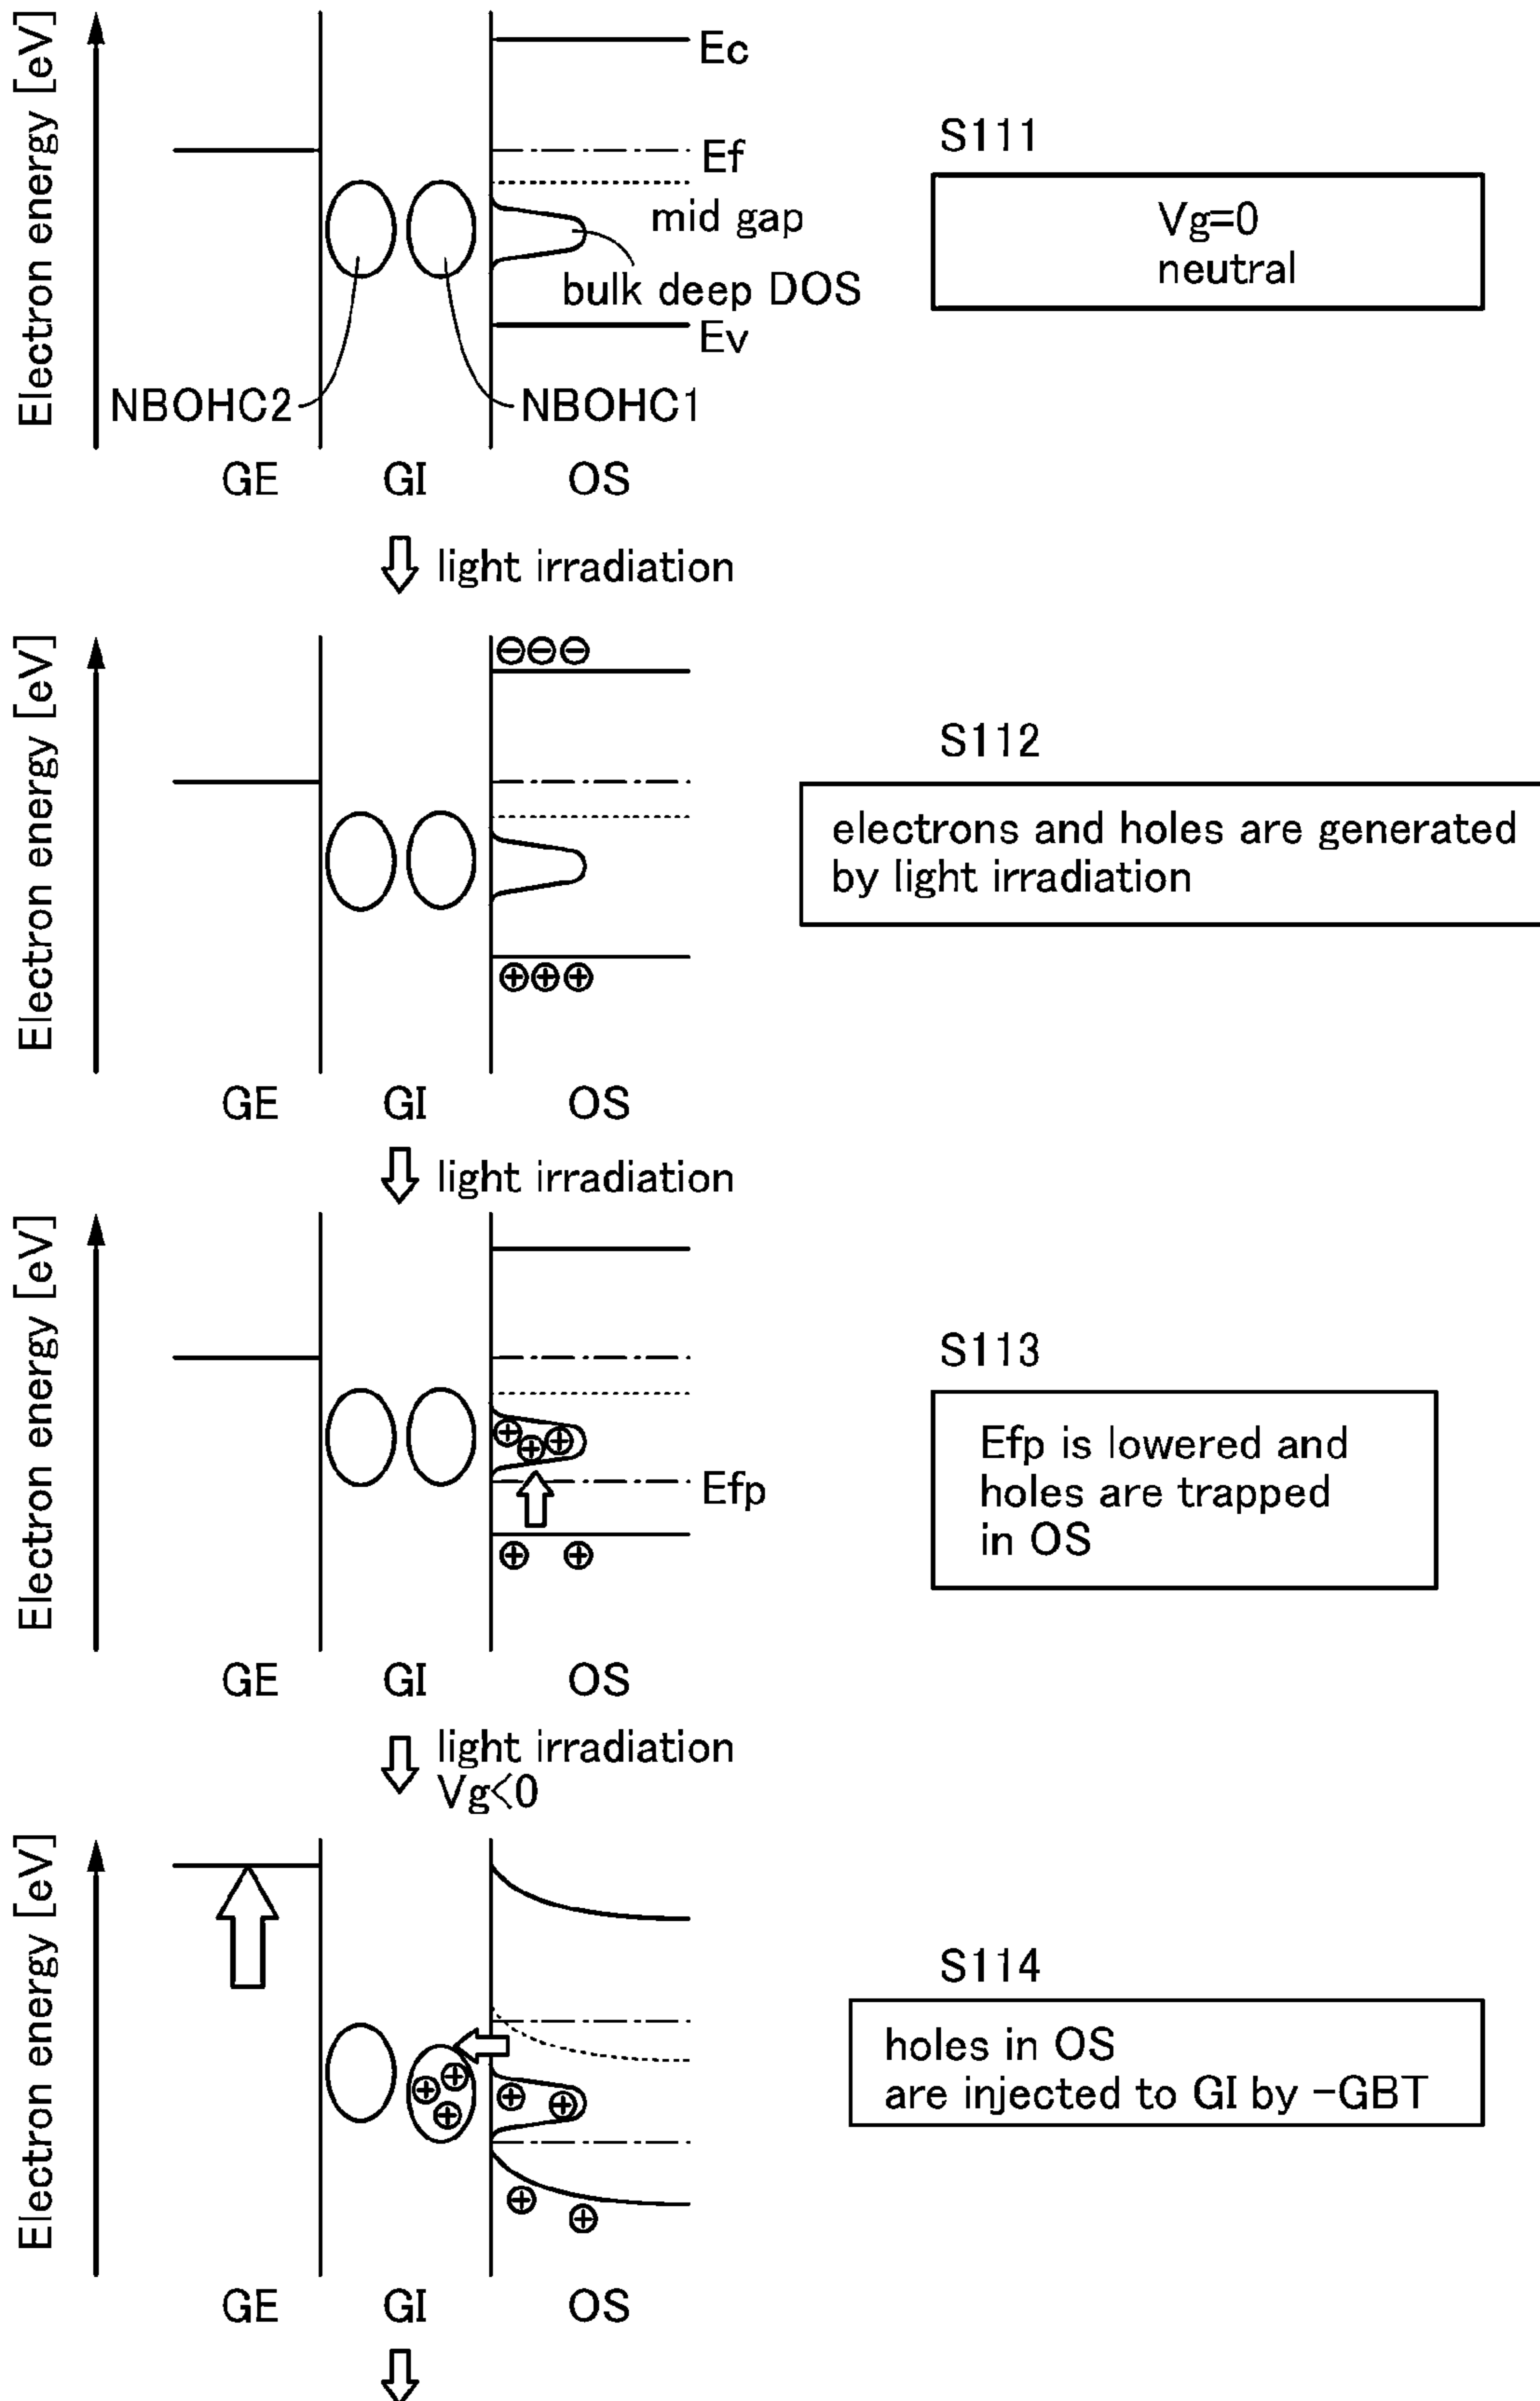 Electron energy [eV]
Ec
Ef
mid gap
bulk deep DOS
Ev
NBOHC2
NBOHC1
GE
GI
OS
S111
Vg=0
neutral
light irradiation
Electron energy [eV]
GE
GI
OS
S112
electrons and holes are generated
by light irradiation
light irradiation
Electron energy [eV]
Efp
GE
GI
OS
S113
Efp is lowered and
holes are trapped
in OS
light irradiation
Vg<0
Electron energy [eV]
GE
GI
OS
S114
holes in OS
are injected to GI by -GBT